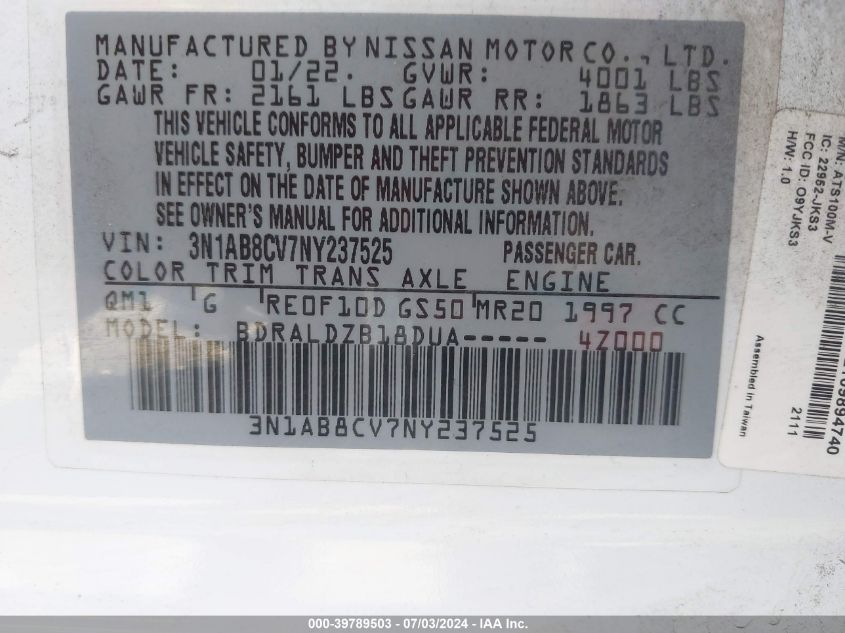 MANUFACTURED BY NISSAN MOTOR CO., LTD.
DATE: 01/22. GVWR: 4001 LBS
GAWR FR: 2161 LBS GAWR RR: 1863 LBS
THIS VEHICLE CONFORMS TO ALL APPLICABLE FEDERAL MOTOR
VEHICLE SAFETY, BUMPER AND THEFT PREVENTION STANDARDS
IN EFFECT ON THE DATE OF MANUFACTURE SHOWN ABOVE.
SEE OWNER'S MANUAL FOR ADDITIONAL INFORMATION.
VIN: 3N1AB8CV7NY237525 PASSENGER CAR.
COLOR TRIM TRANS AXLE ENGINE
QM1 G RE0F10D GS50 MR20 1997 CC
MODEL: BDRALDZB18DUA----- 4Z000
3N1AB8CV7NY237525
M/N: ATS100M-V
IC: 22952-JKS3
FCC ID: O9YJKS3
H/W: 1.0
2111
Assembled in Taiwan
000-39789503 - 07/03/2024 - IAA Inc.